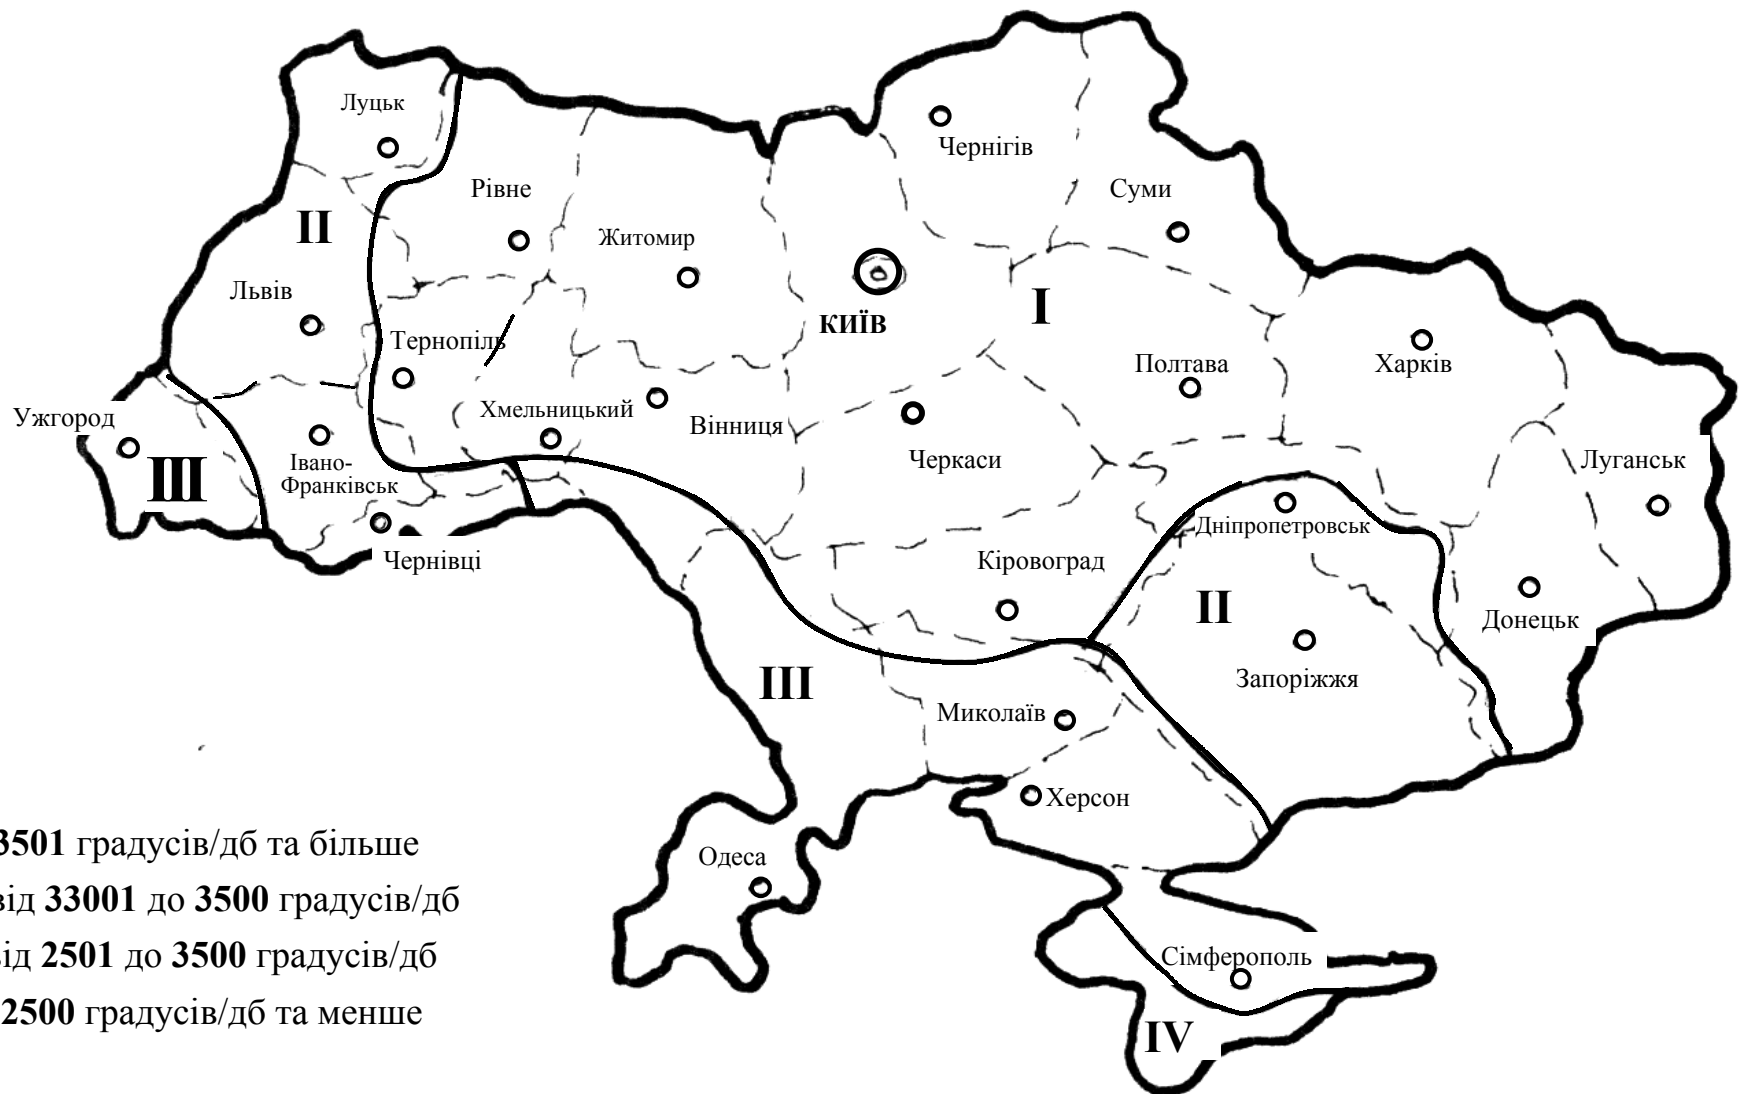 Луцьк
Чернігів
Рівне
Суми
II
Житомир
Львів
I
КИЇВ
Тернопіль
Полтава
Харків
Ужгород
Хмельницький
Вінниця
Черкаси
Луганськ
III
Івано-
Франківськ
Дніпропетровськ
Чернівці
Кіровоград
II
Донецьк
III
Запоріжжя
Миколаїв
Херсон
3501 градусів/дб та більше
Одеса
від 33001 до 3500 градусів/дб
від 2501 до 3500 градусів/дб
Сімферополь
2500 градусів/дб та менше
IV